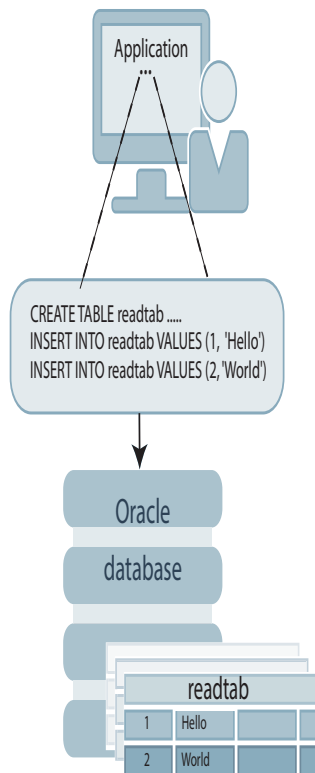 Application
...
CREATE TABLE readtab .....
INSERT INTO readtab VALUES (1, 'Hello')
INSERT INTO readtab VALUES (2, 'World')
Oracle
database
readtab
1 Hello
2 World